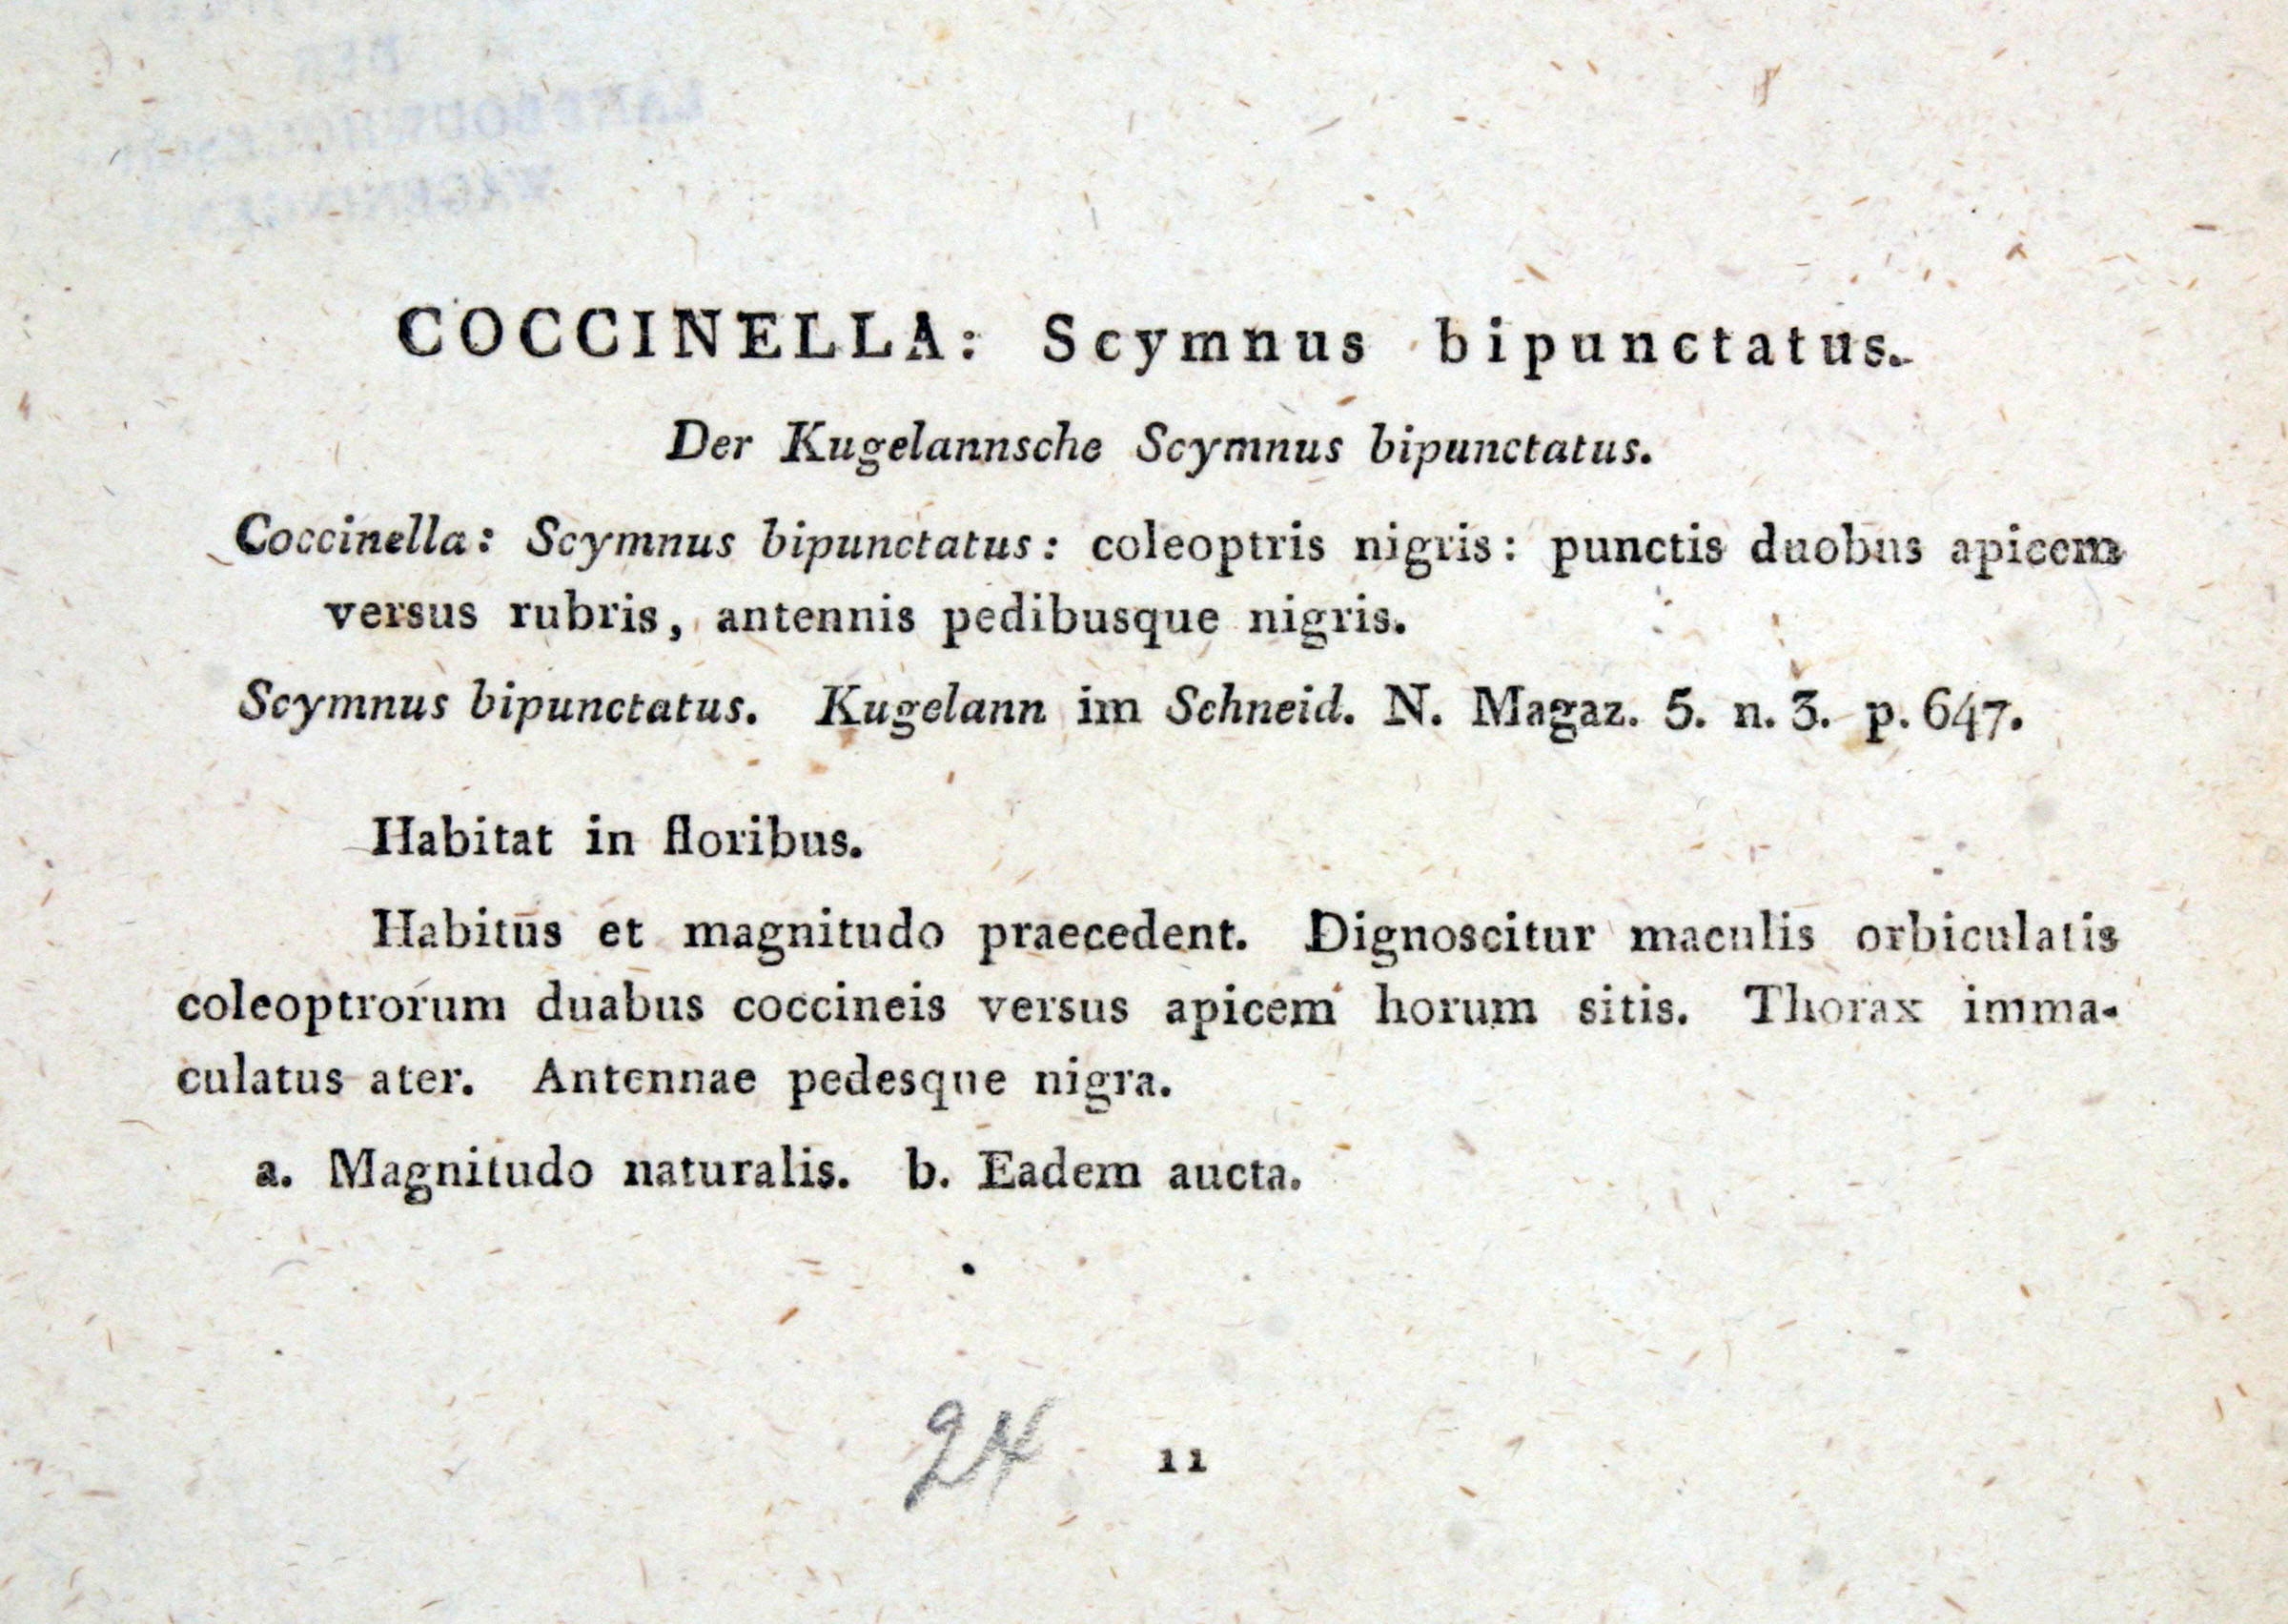 COCCINELLA: Scymnus bipunctatus.
Der Kugelannsche Scymnus bipunctatus.
Coccinella: Scymnus bipunctatus: coleoptris nigris: punctis duobus apicem
versus rubris, antennis pedibusque nigris.
Scymnus bipunctatus. Kugelann im Schneid. N. Magaz. 5. n. 3. p. 647.
Habitat in floribus.
Habitus et magnitudo praecedent. Dignoscitur maculis orbiculatis
coleoptrorum duabus coccineis versus apicem horum sitis. Thorax imma-
culatus ater. Antennae pedesque nigra.
a. Magnitudo naturalis. b. Eadem aucta.
24 11